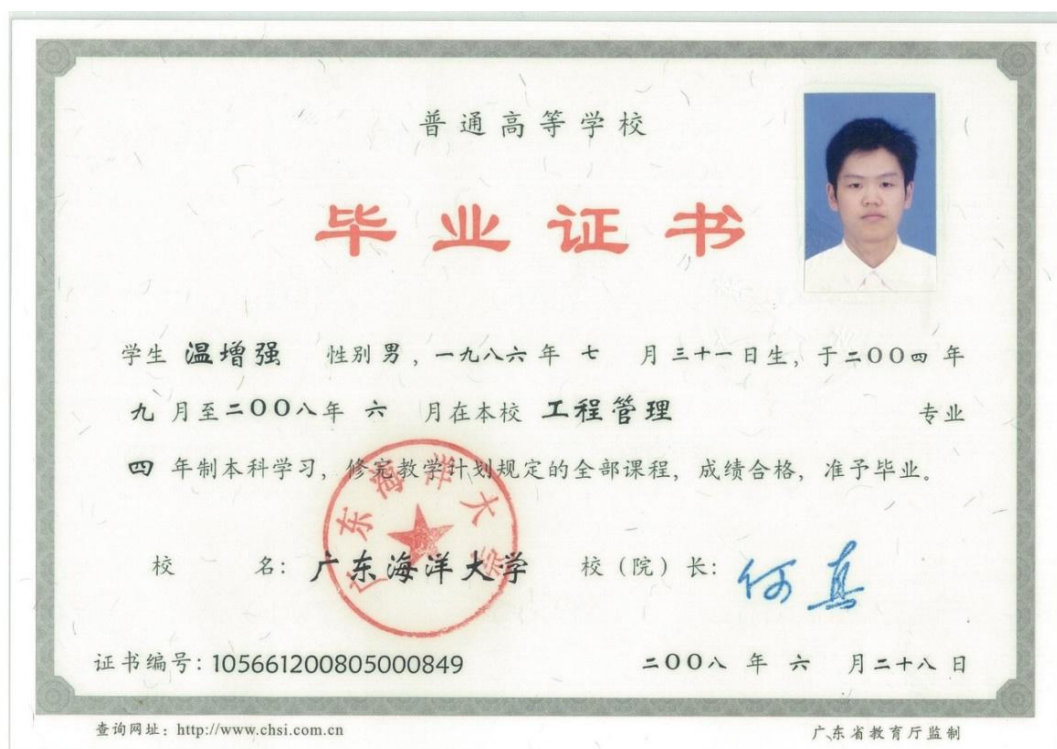 普通高等学校
毕业证书
学生 温增强 性别 男，一九八六 年 七 月 三十一 日生，于二〇〇四 年
九 月至二〇〇八年 六 月在本校 工程管理 专业
四 年制本科学习，修完教学计划规定的全部课程，成绩合格，准予毕业。
广东海洋大学
校 名：广东海洋大学 校（院）长：何真
证书编号：105661200805000849 二〇〇八 年 六 月二十八 日
查询网址：http://www.chsi.com.cn 广东省教育厅监制